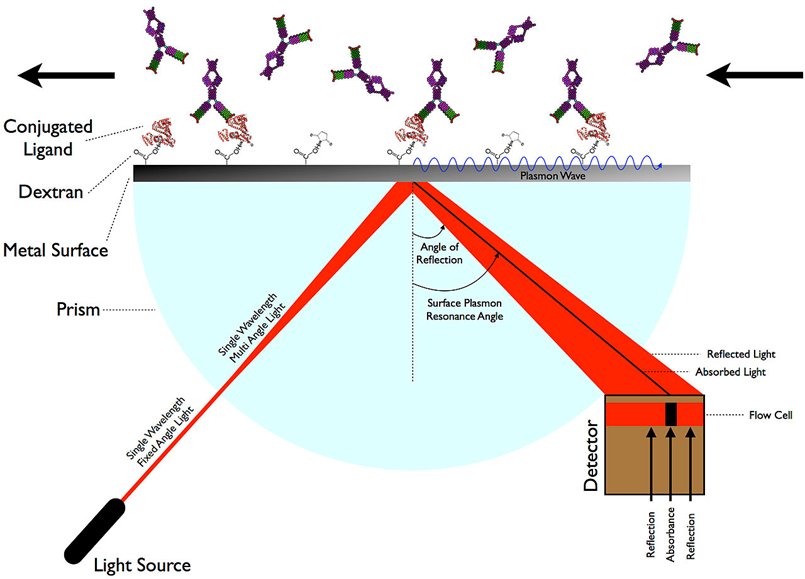 Conjugated
Ligand
Dextran
Metal Surface
Prism
Plasmon Wave
Angle of
Reflection
Surface Plasmon
Resonance Angle
Single Wavelength
Multi Angle Light
Single Wavelength
Fixed Angle Light
Light Source
Reflected Light
Absorbed Light
Flow Cell
Detector
Reflection
Absorbance
Reflection